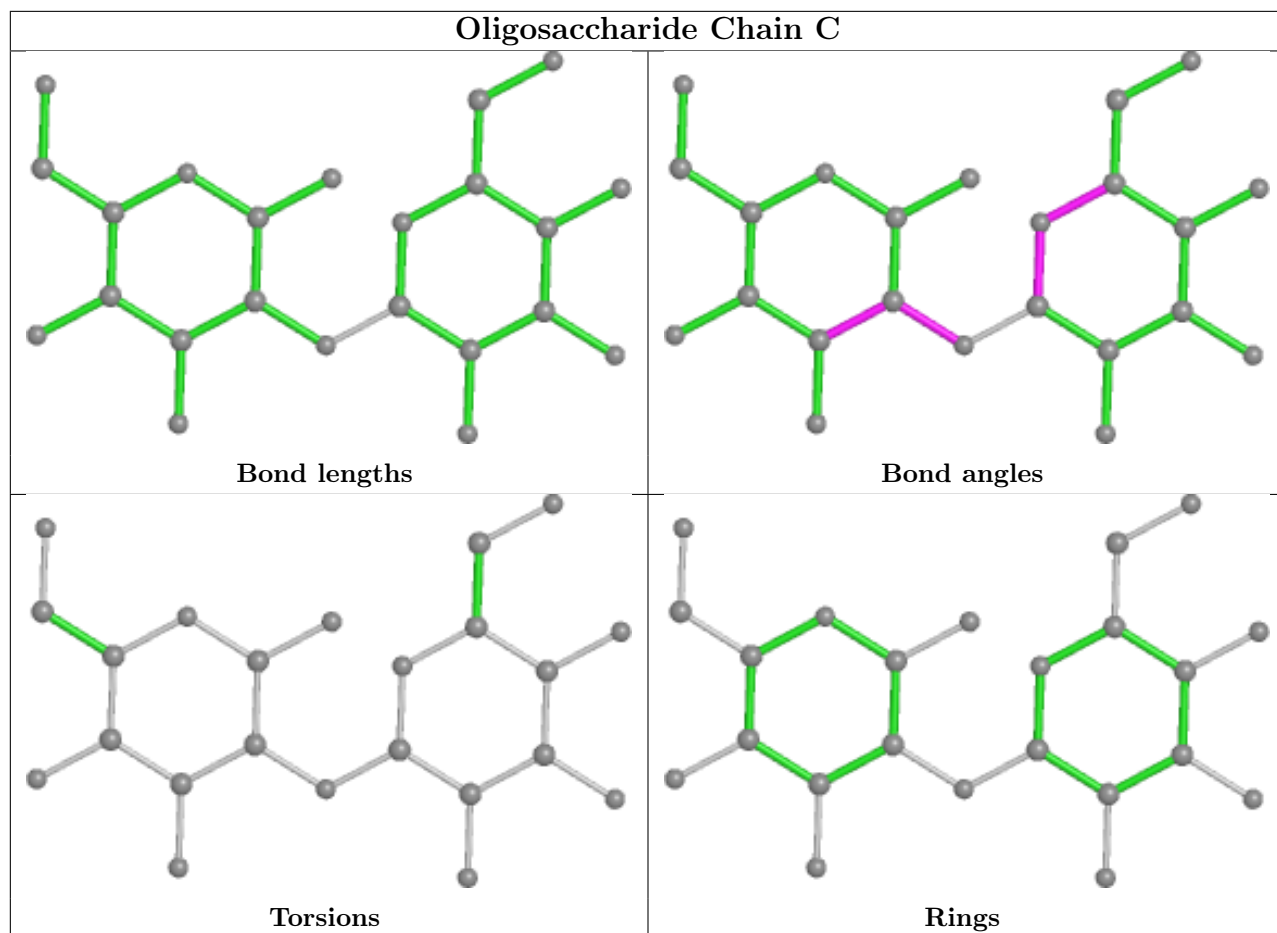 Oligosaccharide Chain C
Bond lengths
Bond angles
Torsions
Rings